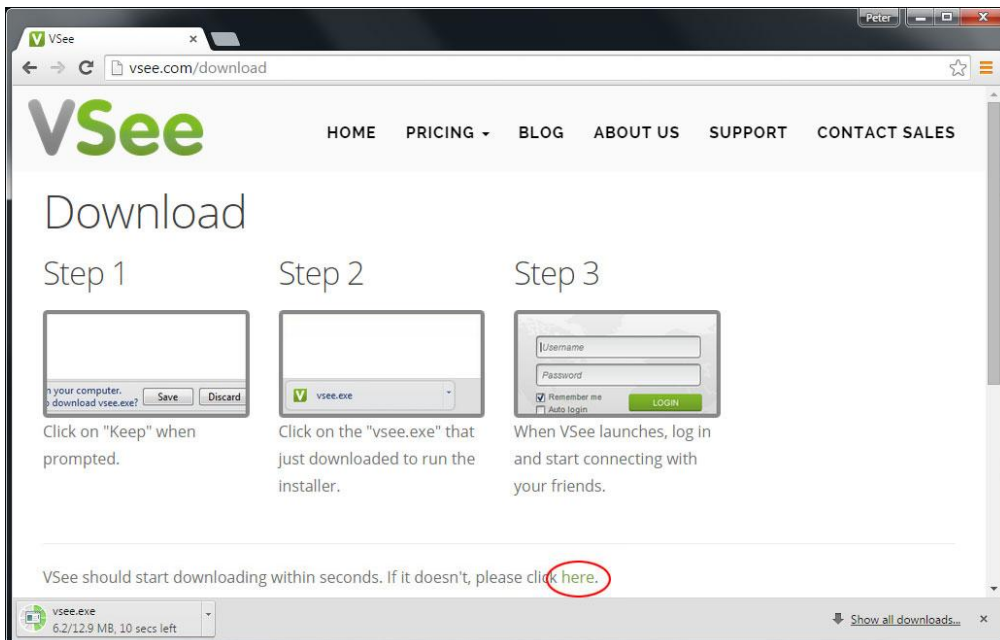 Peter
VSee
vsee.com/download
VSee
HOME PRICING BLOG ABOUT US SUPPORT CONTACT SALES
Download
Step 1
n your computer.
o download vsee.exe? Save Discard
Click on "Keep" when
prompted.
Step 2
vsee.exe
Click on the "vsee.exe" that
just downloaded to run the
installer.
Step 3
Username
Password
Remember me
Auto login
LOGIN
When VSee launches, log in
and start connecting with
your friends.
VSee should start downloading within seconds. If it doesn't, please click here.
vsee.exe
6.2/12.9 MB, 10 secs left
Show all downloads...